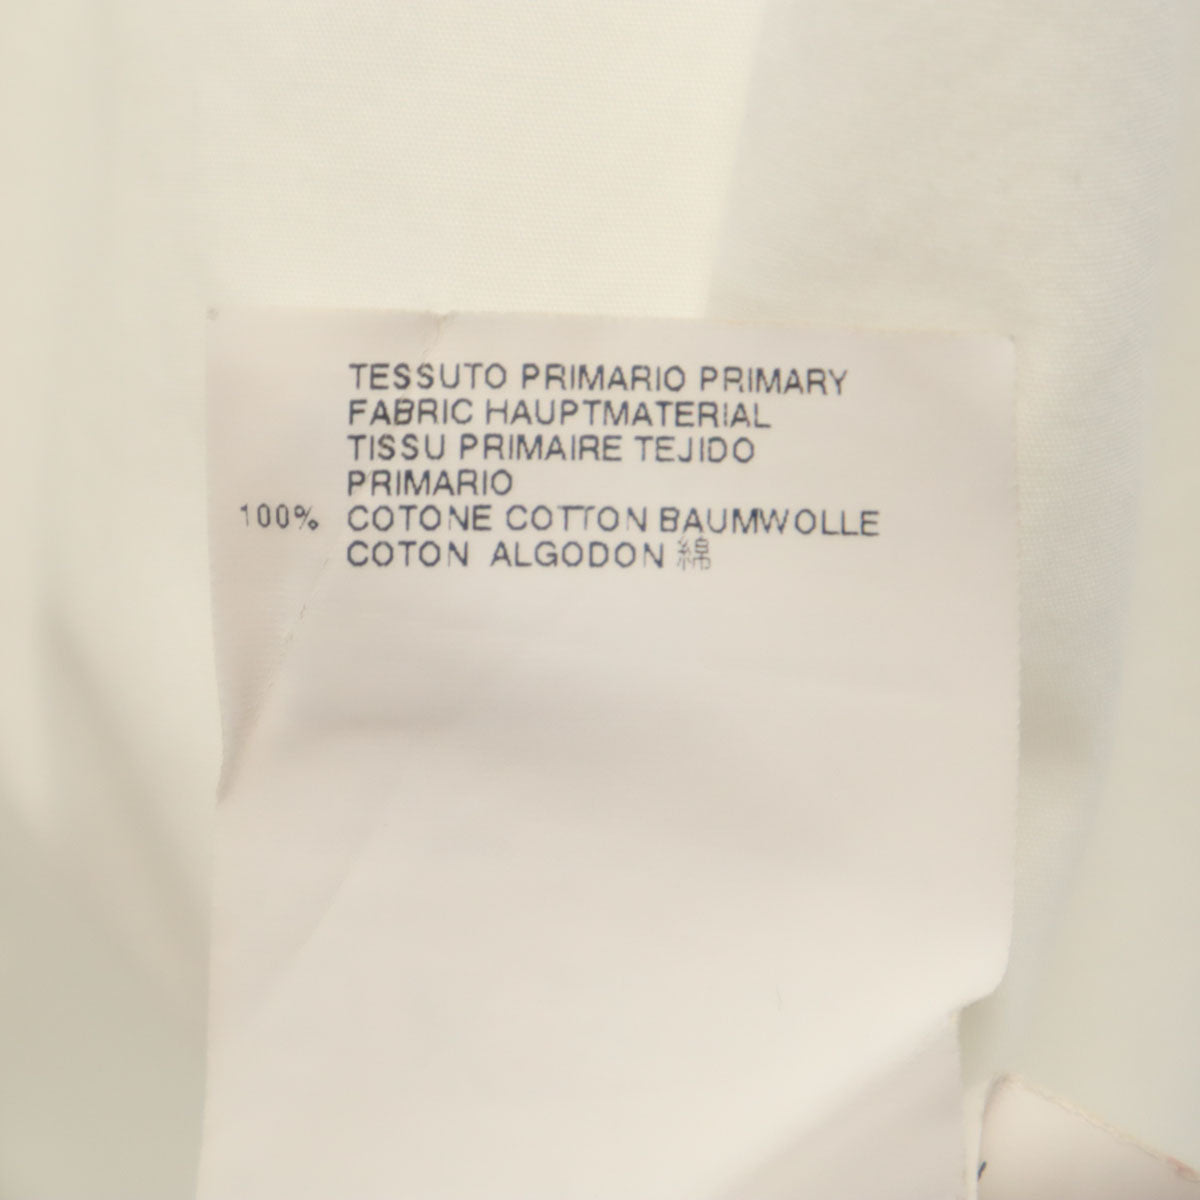 TESSUTO PRIMARIO PRIMARY
FABRIC HAUPTMATERIAL
TISSU PRIMAIRE TEJIDO
PRIMARIO
100% COTONE COTTON BAUMWOLLE
COTON ALGODON 綿